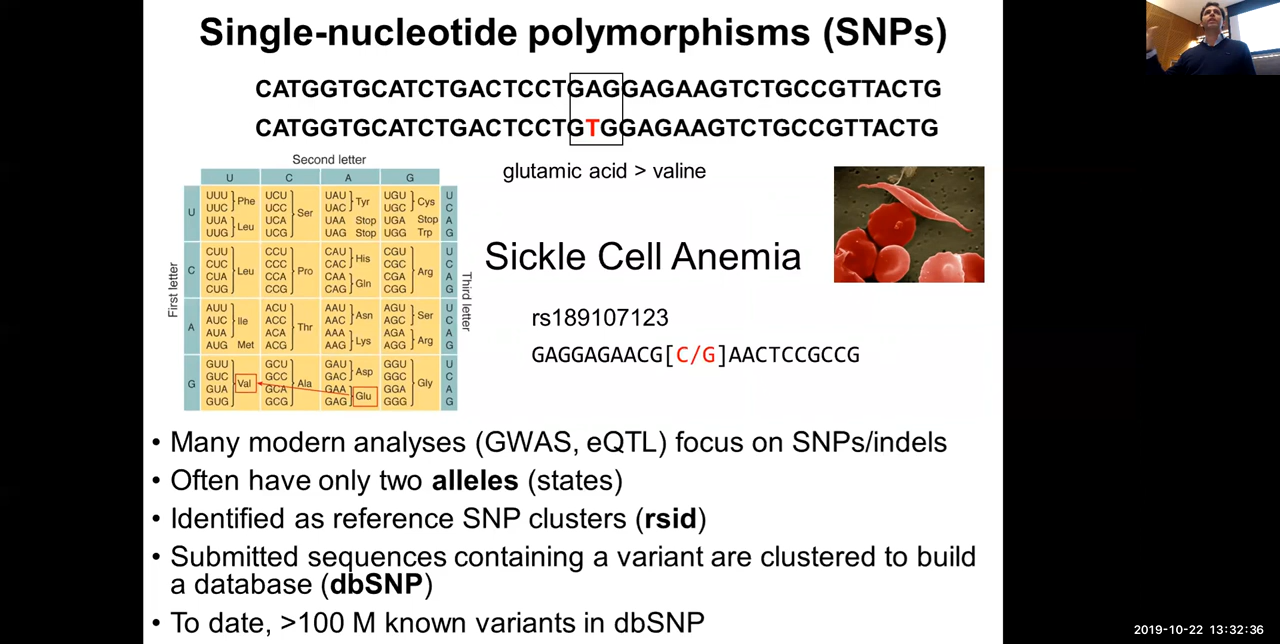 Single-nucleotide polymorphisms (SNPs)
CATGGTGCATCTGACTCCTGAGGAGAAGTCTGCCGTTACTG
CATGGTGCATCTGACTCCTGTGGAGAAGTCTGCCGTTACTG
glutamic acid > valine
Second letter
U C A G
First letter
Third letter
U
UUU UUC Phe
UUA UUG Leu
UCU UCC UCA UCG Ser
UAU UAC Tyr
UAA Stop
UAG Stop
UGU UGC Cys
UGA Stop
UGG Trp
U C A G
C
CUU CUC CUA CUG Leu
CCU CCC CCA CCG Pro
CAU CAC His
CAA CAG Gln
CGU CGC CGA CGG Arg
U C A G
A
AUU AUC AUA Ile
AUG Met
ACU ACC ACA ACG Thr
AAU AAC Asn
AAA AAG Lys
AGU AGC Ser
AGA AGG Arg
U C A G
G
GUU GUC GUA GUG Val
GCU GCC GCA GCG Ala
GAU GAC Asp
GAA GAG Glu
GGU GGC GGA GGG Gly
U C A G
Sickle Cell Anemia
rs189107123
GAGGAGAACG[C/G]AACTCCGCCG
• Many modern analyses (GWAS, eQTL) focus on SNPs/indels
• Often have only two alleles (states)
• Identified as reference SNP clusters (rsid)
• Submitted sequences containing a variant are clustered to build
a database (dbSNP)
• To date, >100 M known variants in dbSNP
2019-10-22 13:32:36